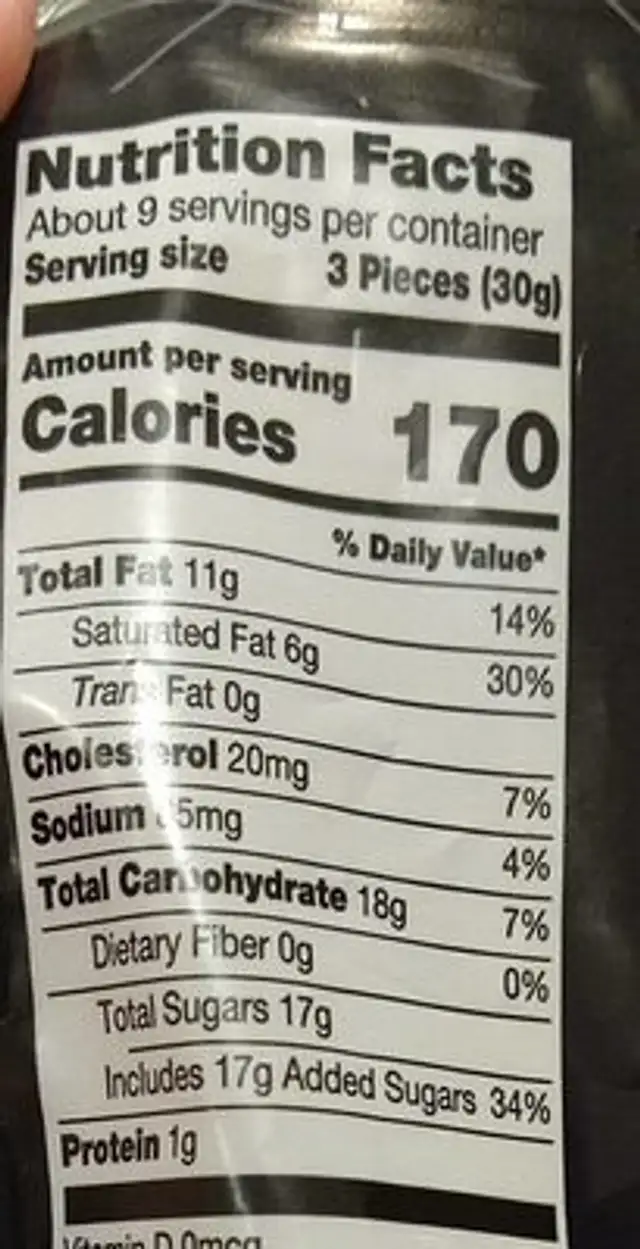 Nutrition Facts
About 9 servings per container
Serving size 3 Pieces (30g)
Amount per serving
Calories 170
% Daily Value*
Total Fat 11g 14%
Saturated Fat 6g 30%
Trans Fat 0g
Cholesterol 20mg 7%
Sodium 4%
Total Carbohydrate 18g 7%
Dietary Fiber 0g 0%
Total Sugars 17g
Includes 17g Added Sugars 34%
Protein 1g
Vitamin D 0mcg